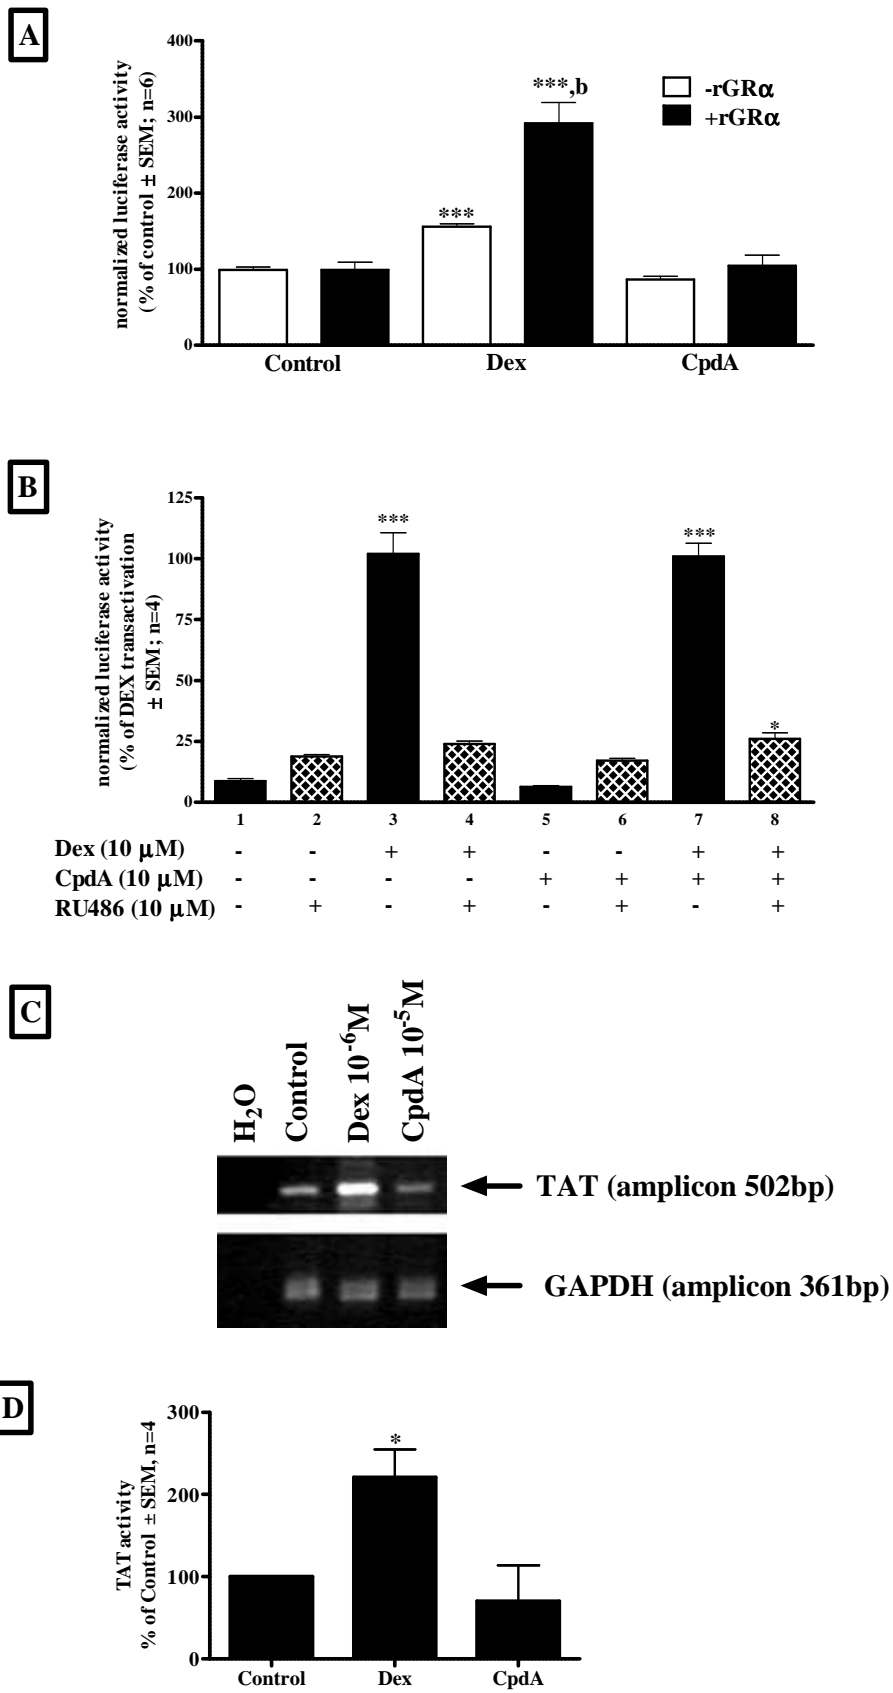 A
normalized luciferase activity
(% of control ± SEM; n=6)
400
300
200
100
0
***
***,b
-rGRα
+rGRα
Control
Dex
CpdA
B
normalized luciferase activity
(% of DEX transactivation
± SEM; n=4)
125
100
75
50
25
0
***
***
*
1 2 3 4 5 6 7 8
Dex (10 μM) - - + + - - + +
CpdA (10 μM) - - - - + + + +
RU486 (10 μM) - + - + - + - +
C
H2O
Control
Dex 10⁻⁶M
CpdA 10⁻⁵M
TAT (amplicon 502bp)
GAPDH (amplicon 361bp)
D
TAT activity
% of Control ± SEM, n=4
300
200
100
0
*
Control
Dex
CpdA